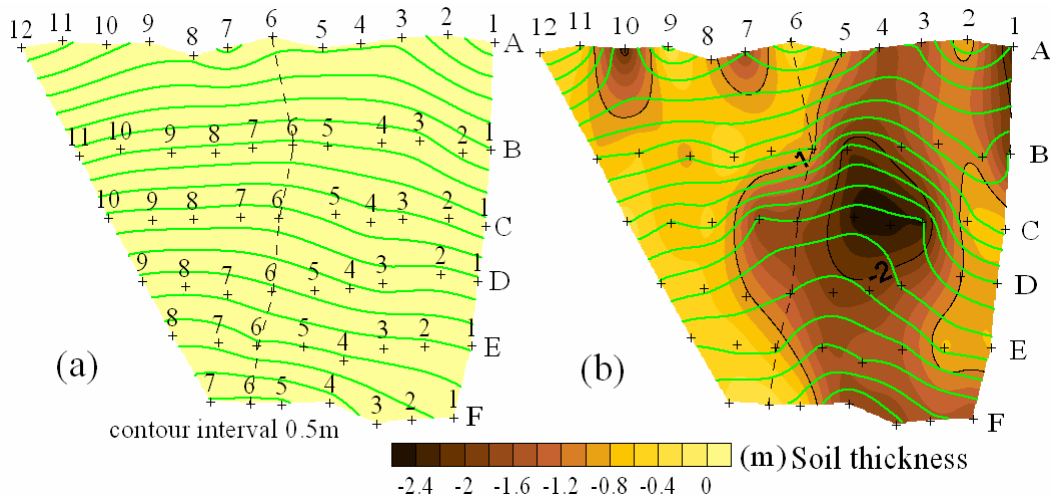 12 11 10 9 8 7 6 5 4 3 2 1 A
11 10 9 8 7 6 5 4 3 2 1 B
10 9 8 7 6 5 4 3 2 1 C
9 8 7 6 5 4 3 2 1 D
8 7 6 5 4 3 2 1 E
7 6 5 4 3 2 1 F
(a)
contour interval 0.5m
12 11 10 9 8 7 6 5 4 3 2 1 A
B
-1
C
-2
D
E
F
(b)
(m) Soil thickness
-2.4 -2 -1.6 -1.2 -0.8 -0.4 0